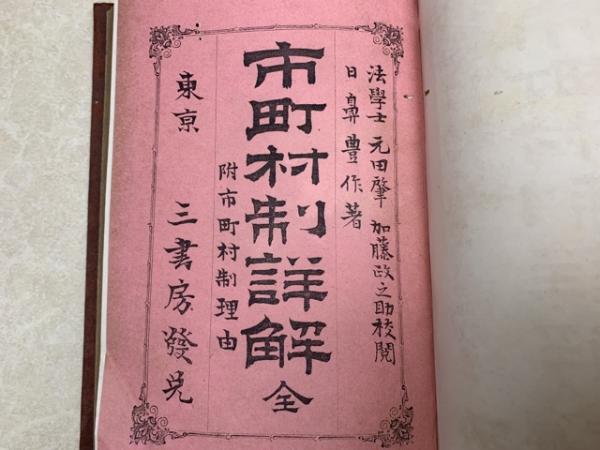 法學士 元田肇 加藤政之助校閲
日鼻豊作著
市町村制詳解 全
附市町村制理由
東京 三書房發兌